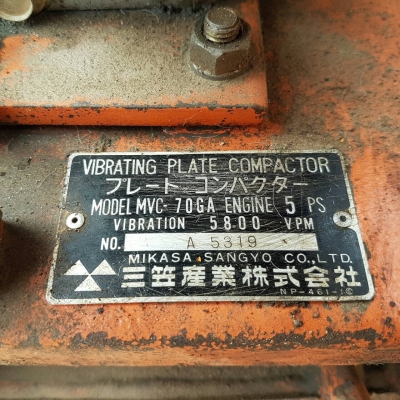 VIBRATING PLATE COMPACTOR
プレート コンパクター
MODEL MVC-70GA ENGINE 5 PS
VIBRATION 5800 VPM
NO. A 5319
MIKASA SANGYO CO.,LTD.
三笠産業株式会社
NP-461-1